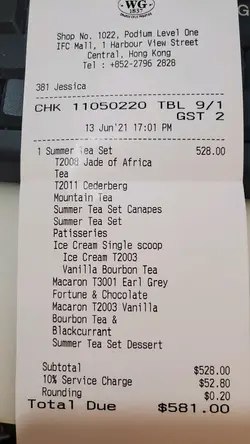 WG
1837
Shop No. 1022, Podium Level One
IFC Mall, 1 Harbour View Street
Central, Hong Kong
Tel : +852-2796 2828
381 Jessica
CHK 11050220 TBL 9/1
GST 2
13 Jun'21 17:01 PM
1 Summer Tea Set 528.00
T2008 Jade of Africa
Tea
T2011 Cederberg
Mountain Tea
Summer Tea Set Canapes
Summer Tea Set
Patisseries
Ice Cream Single scoop
Ice Cream T2003
Vanilla Bourbon Tea
Macaron T3001 Earl Grey
Fortune & Chocolate
Macaron T2003 Vanilla
Bourbon Tea &
Blackcurrant
Summer Tea Set Dessert
Subtotal $528.00
10% Service Charge $52.80
Rounding $0.20
Total Due $581.00